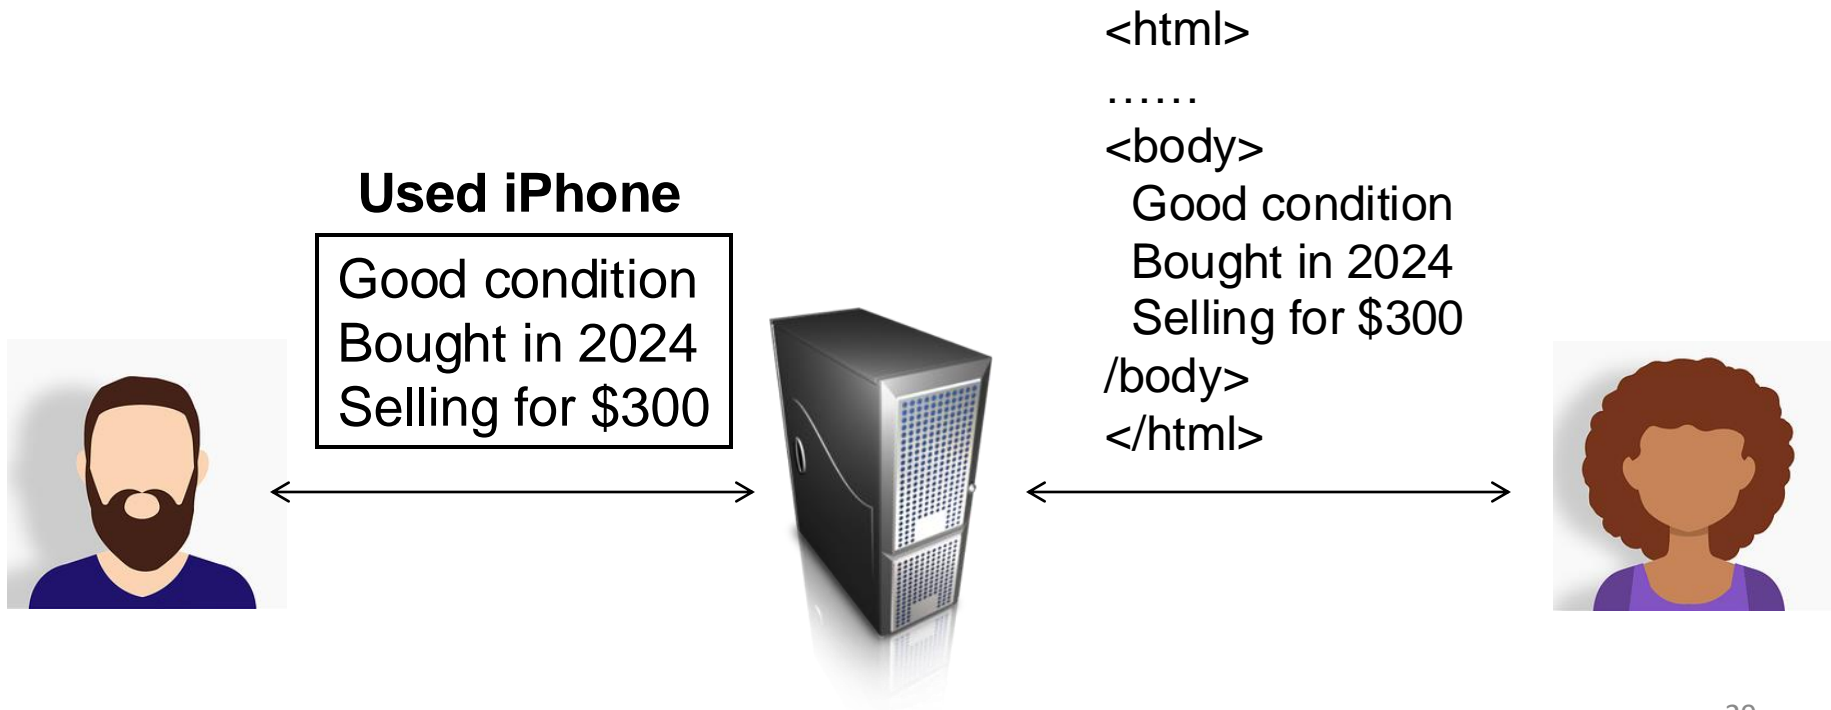 Used iPhone
Good condition
Bought in 2024
Selling for $300
<html>
……
<body>
Good condition
Bought in 2024
Selling for $300
/body>
</html>